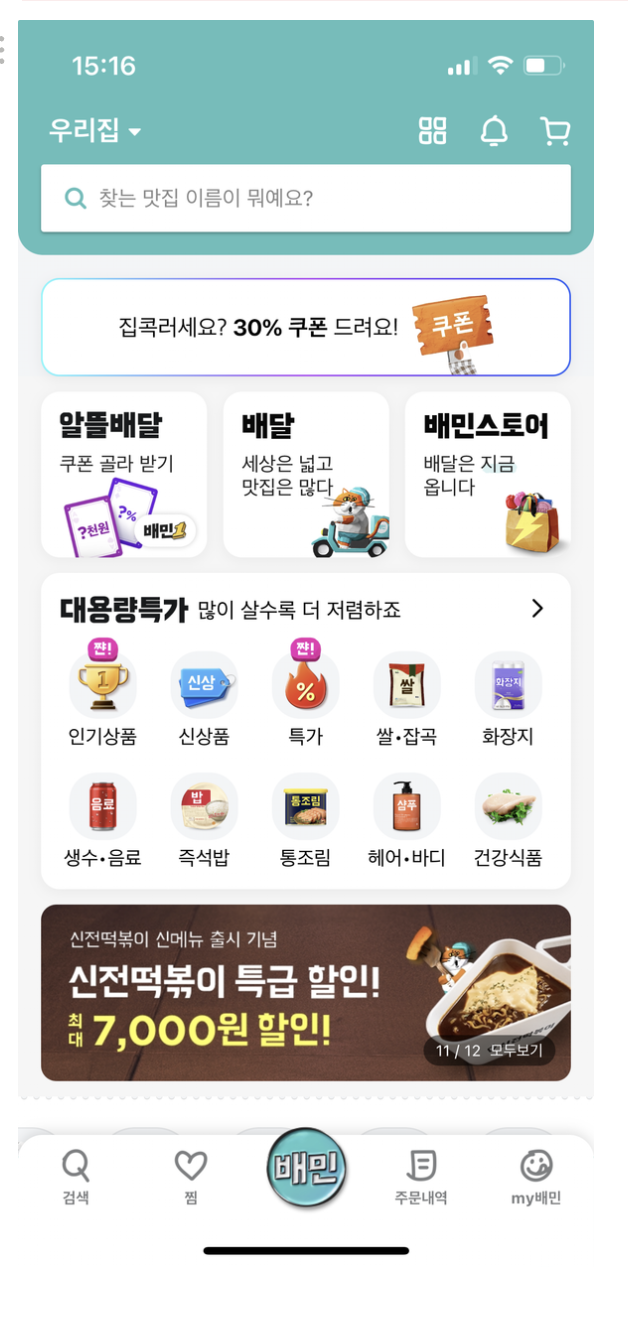 15:16
우리집
찾는 맛집 이름이 뭐예요?
집콕러세요? 30% 쿠폰 드려요!
쿠폰
알뜰배달
쿠폰 골라 받기
?천원
?%
배민1
배달
세상은 넓고
맛집은 많다
배민스토어
배달은 지금
옵니다
대용량특가 많이 살수록 더 저렴하죠
쨘!
1
신상
쨘!
%
쌀
화장지
인기상품
신상품
특가
쌀•잡곡
화장지
음료
밥
통조림
샴푸
생수•음료
즉석밥
통조림
헤어•바디
건강식품
신전떡볶이 신메뉴 출시 기념
신전떡볶이 특급 할인!
최대 7,000원 할인!
11 / 12 모두보기
검색
찜
배민
주문내역
my배민